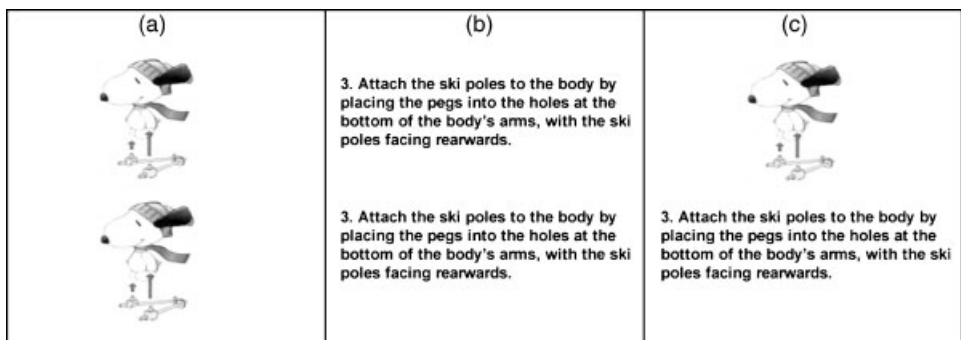 (a)
(b)
3. Attach the ski poles to the body by
placing the pegs into the holes at the
bottom of the body's arms, with the ski
poles facing rearwards.
3. Attach the ski poles to the body by
placing the pegs into the holes at the
bottom of the body's arms, with the ski
poles facing rearwards.
(c)
3. Attach the ski poles to the body by
placing the pegs into the holes at the
bottom of the body's arms, with the ski
poles facing rearwards.